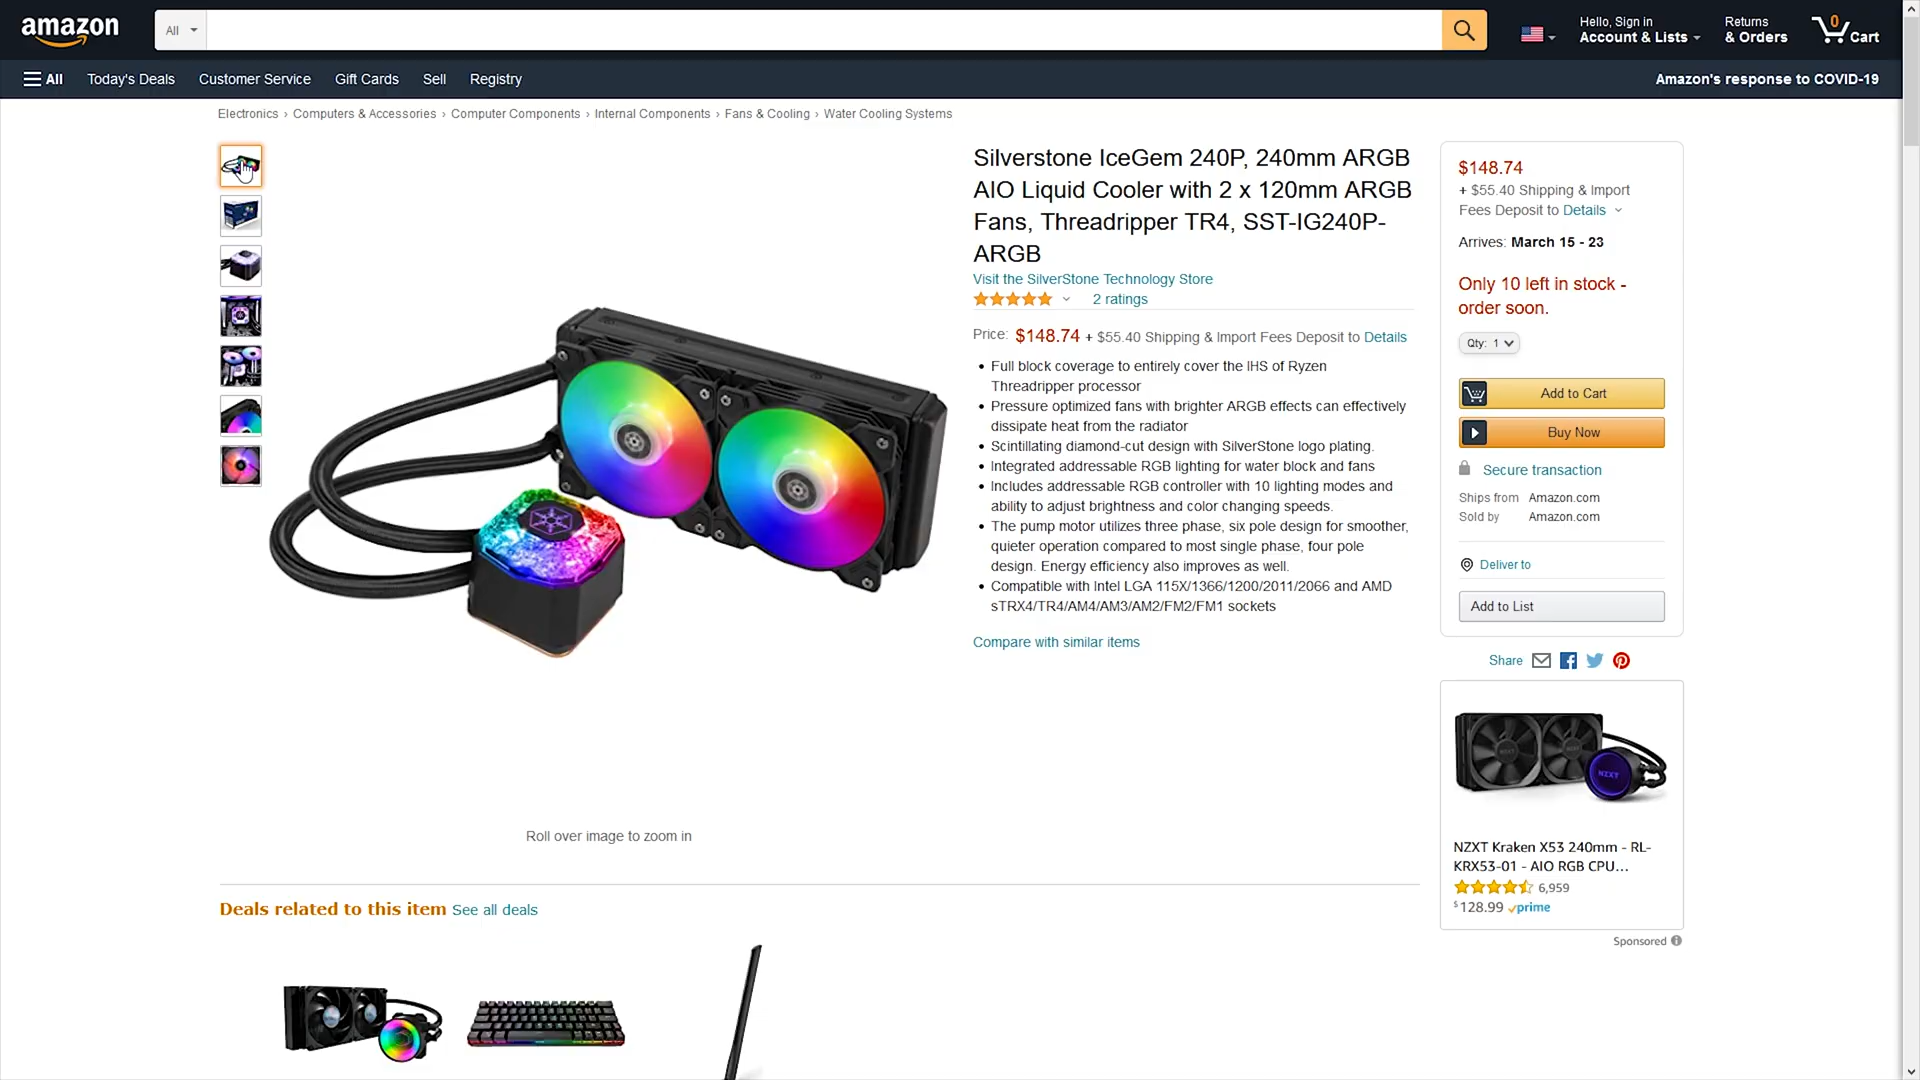 amazon
All
Hello, Sign in
Account & Lists
Returns
& Orders
0
Cart
All
Today's Deals
Customer Service
Gift Cards
Sell
Registry
Amazon's response to COVID-19
Electronics › Computers & Accessories › Computer Components › Internal Components › Fans & Cooling › Water Cooling Systems
Silverstone IceGem 240P, 240mm ARGB
AIO Liquid Cooler with 2 x 120mm ARGB
Fans, Threadripper TR4, SST-IG240P-
ARGB
Visit the SilverStone Technology Store
2 ratings
Price: $148.74 + $55.40 Shipping & Import Fees Deposit to Details
• Full block coverage to entirely cover the IHS of Ryzen
Threadripper processor
• Pressure optimized fans with brighter ARGB effects can effectively
dissipate heat from the radiator
• Scintillating diamond-cut design with SilverStone logo plating.
• Integrated addressable RGB lighting for water block and fans
• Includes addressable RGB controller with 10 lighting modes and
ability to adjust brightness and color changing speeds.
• The pump motor utilizes three phase, six pole design for smoother,
quieter operation compared to most single phase, four pole
design. Energy efficiency also improves as well.
• Compatible with Intel LGA 115X/1366/1200/2011/2066 and AMD
sTRX4/TR4/AM4/AM3/AM2/FM2/FM1 sockets
Compare with similar items
$148.74
+ $55.40 Shipping & Import
Fees Deposit to Details
Arrives: March 15 - 23
Only 10 left in stock -
order soon.
Qty: 1
Add to Cart
Buy Now
Secure transaction
Ships from Amazon.com
Sold by Amazon.com
Deliver to
Add to List
Share
NZXT
NZXT Kraken X53 240mm - RL-
KRX53-01 - AIO RGB CPU...
6,959
$128.99 prime
Sponsored
Roll over image to zoom in
Deals related to this item See all deals